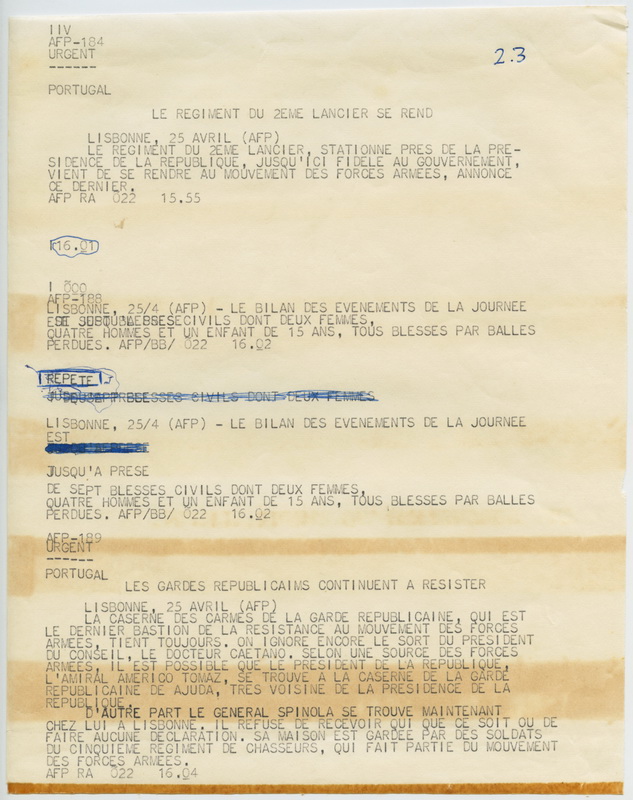 IIV
AFP-184
URGENT
------
2.3
PORTUGAL
LE REGIMENT DU 2EME LANCIER SE REND
LISBONNE, 25 AVRIL (AFP)
LE REGIMENT DU 2EME LANCIER, STATIONNE PRES DE LA PRE-
SIDENCE DE LA REPUBLIQUE, JUSQU'ICI FIDELE AU GOUVERNEMENT,
VIENT DE SE RENDRE AU MOUVEMENT DES FORCES ARMEES, ANNONCE
CE DERNIER.
AFP RA 022 15.55
16.01
I 000
AFP-188
LISBONNE, 25/4 (AFP) - LE BILAN DES EVENEMENTS DE LA JOURNEE
CIVILS DONT DEUX FEMMES,
QUATRE HOMMES ET UN ENFANT DE 15 ANS, TOUS BLESSES PAR BALLES
PERDUES. AFP/BB/ 022 16.02
REPETE
BLESSES CIVILS DONT DEUX FEMMES
LISBONNE, 25/4 (AFP) - LE BILAN DES EVENEMENTS DE LA JOURNEE
EST
JUSQU'A PRESE
DE SEPT BLESSES CIVILS DONT DEUX FEMMES,
QUATRE HOMMES ET UN ENFANT DE 15 ANS, TOUS BLESSES PAR BALLES
PERDUES. AFP/BB/ 022 16.02
AFP-189
URGENT
------
PORTUGAL
LES GARDES REPUBLICAIMS CONTINUENT A RESISTER
LISBONNE, 25 AVRIL (AFP)
LA CASERNE DES CARMES DE LA GARDE REPUBLICAINE, QUI EST
LE DERNIER BASTION DE LA RESISTANCE AU MOUVEMENT DES FORCES
ARMEES, TIENT TOUJOURS. ON IGNORE ENCORE LE SORT DU PRESIDENT
DU CONSEIL, LE DOCTEUR CAETANO. SELON UNE SOURCE DES FORCES
ARMEES, IL EST POSSIBLE QUE LE PRESIDENT DE LA REPUBLIQUE,
L'AMIRAL AMERICO TOMAZ, SE TROUVE A LA CASERNE DE LA GARDE
REPUBLICAINE DE AJUDA, TRES VOISINE DE LA PRESIDENCE DE LA
REPUBLIQUE.
D'AUTRE PART LE GENERAL SPINOLA SE TROUVE MAINTENANT
CHEZ LUI A LISBONNE, IL REFUSE DE RECEVOIR QUI QUE CE SOIT OU DE
FAIRE AUCUNE DECLARATION. SA MAISON EST GARDEE PAR DES SOLDATS
DU CINQUIEME REGIMENT DE CHASSEURS, QUI FAIT PARTIE DU MOUVEMENT
DES FORCES ARMEES.
AFP RA 022 16.04